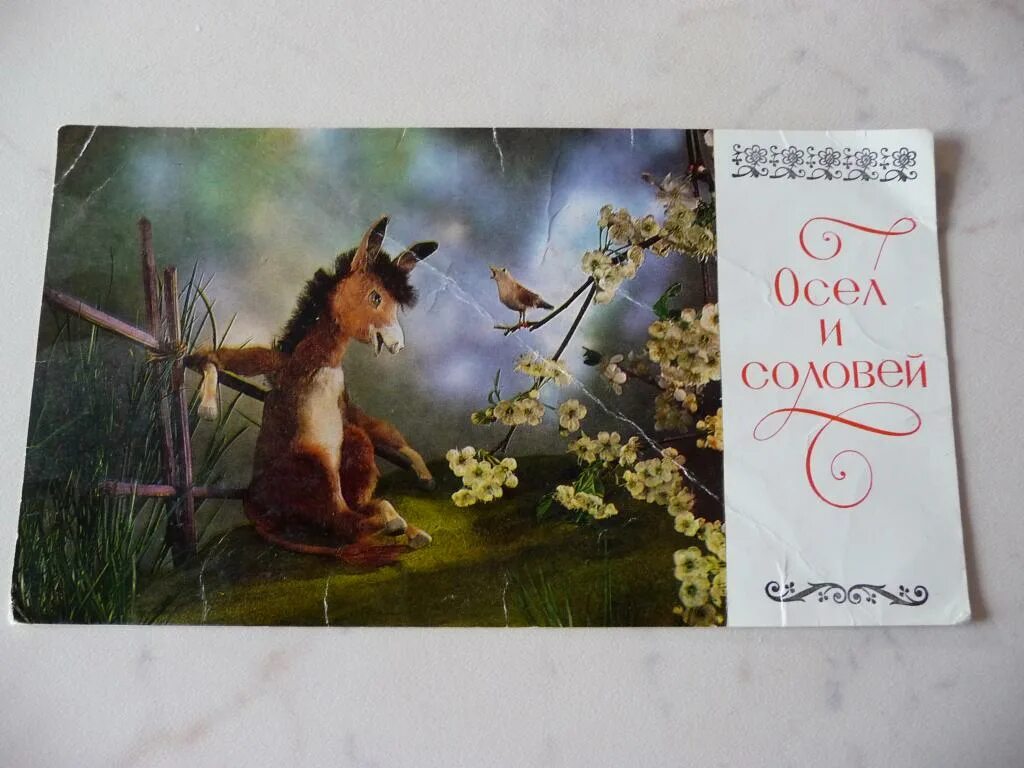 Осел
и
соловей